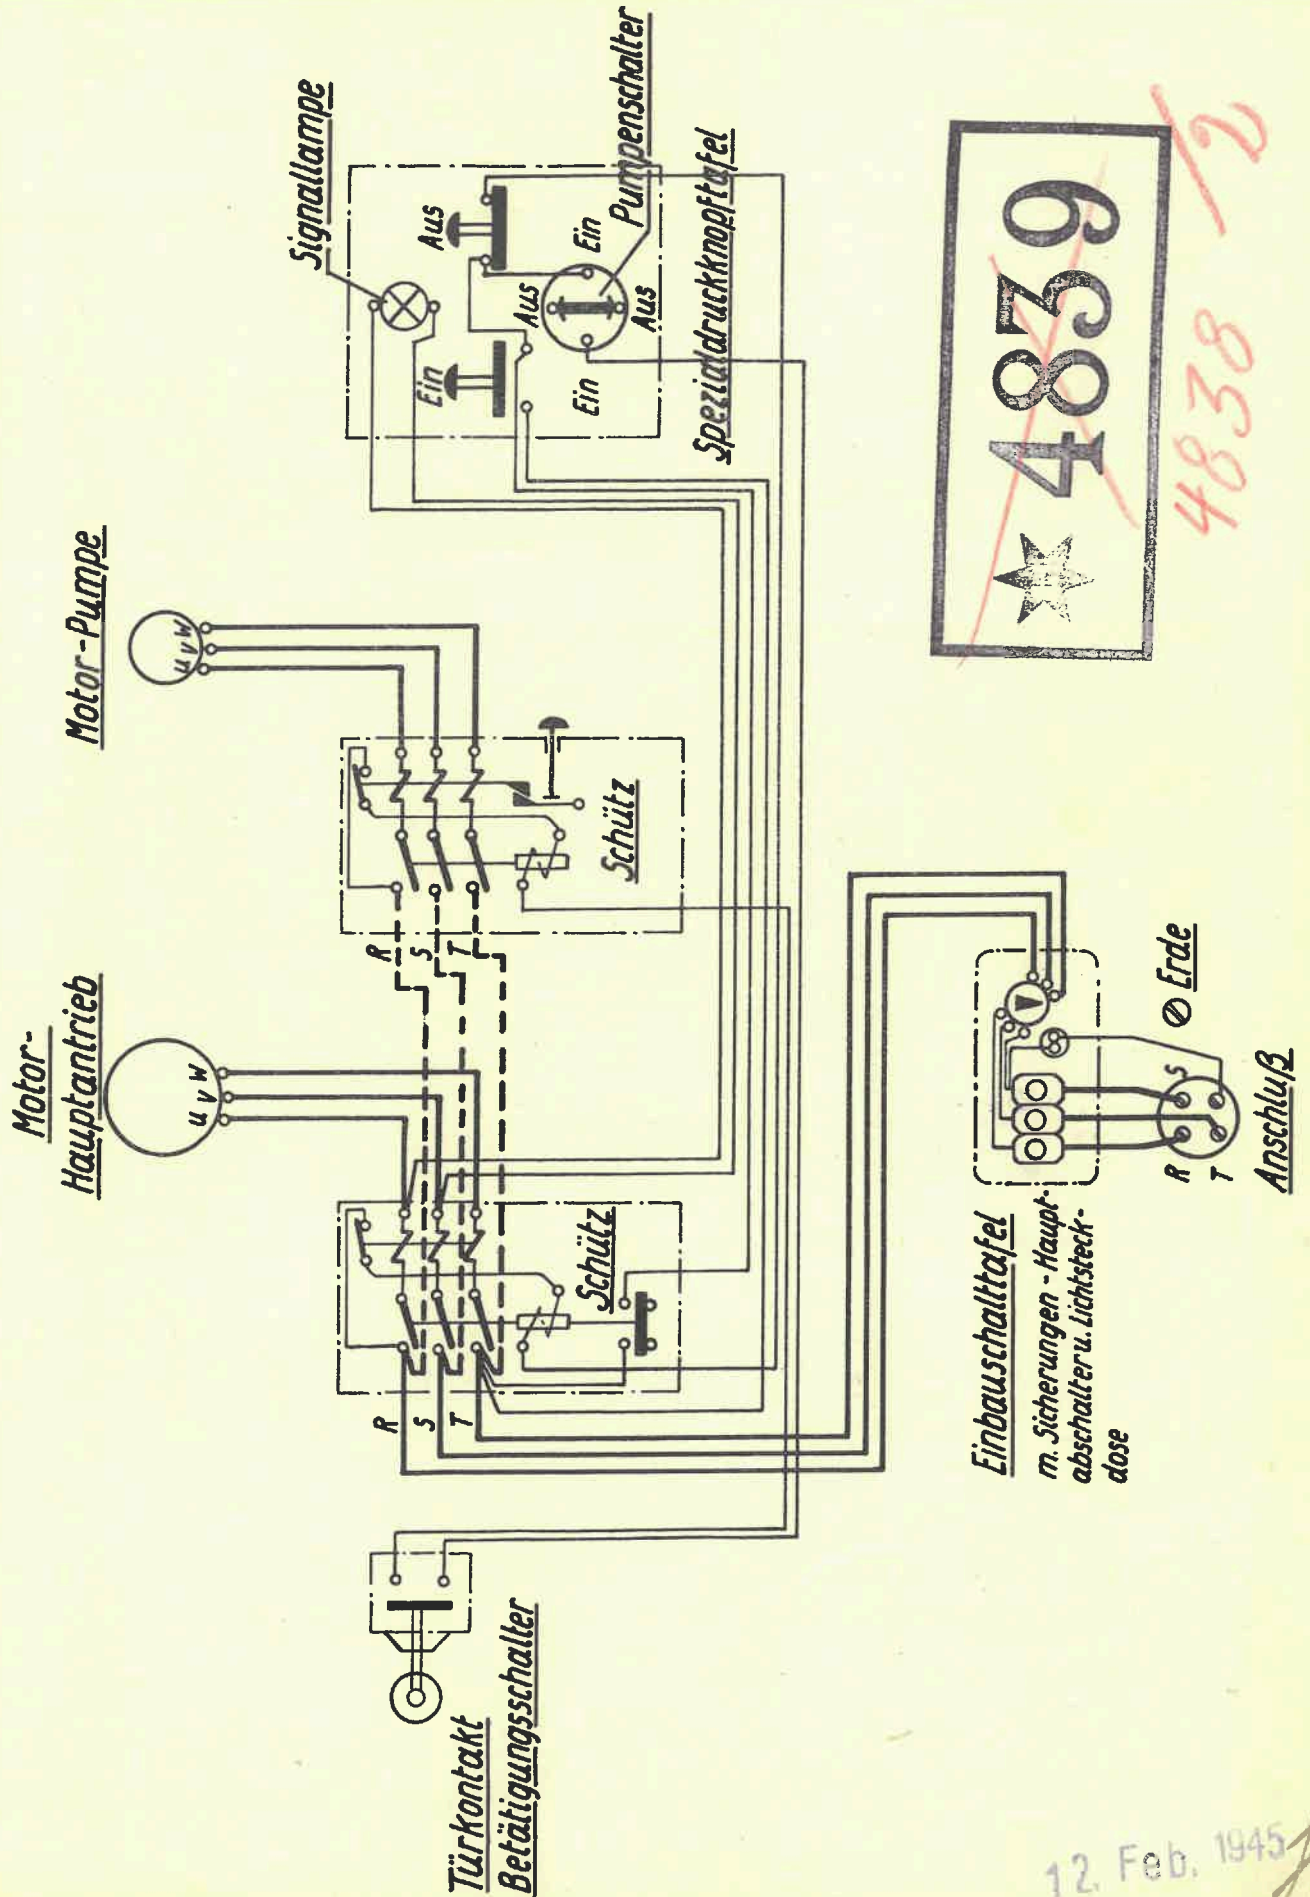 Motor-
Hauptantrieb
u v w
Motor-Pumpe
u v w
Signallampe
Ein
Aus
Aus
Ein
Ein
Aus
Pumpenschalter
Spezialdruckknopftafel
R
S
T
Schütz
R
S
T
Schütz
Türkontakt
Betätigungsschalter
Einbauschalttafel
m. Sicherungen - Haupt-
abschalter u. Lichtsteck-
dose
R
S
T
Erde
Anschluß
4839
4838/2
12. Feb. 1945